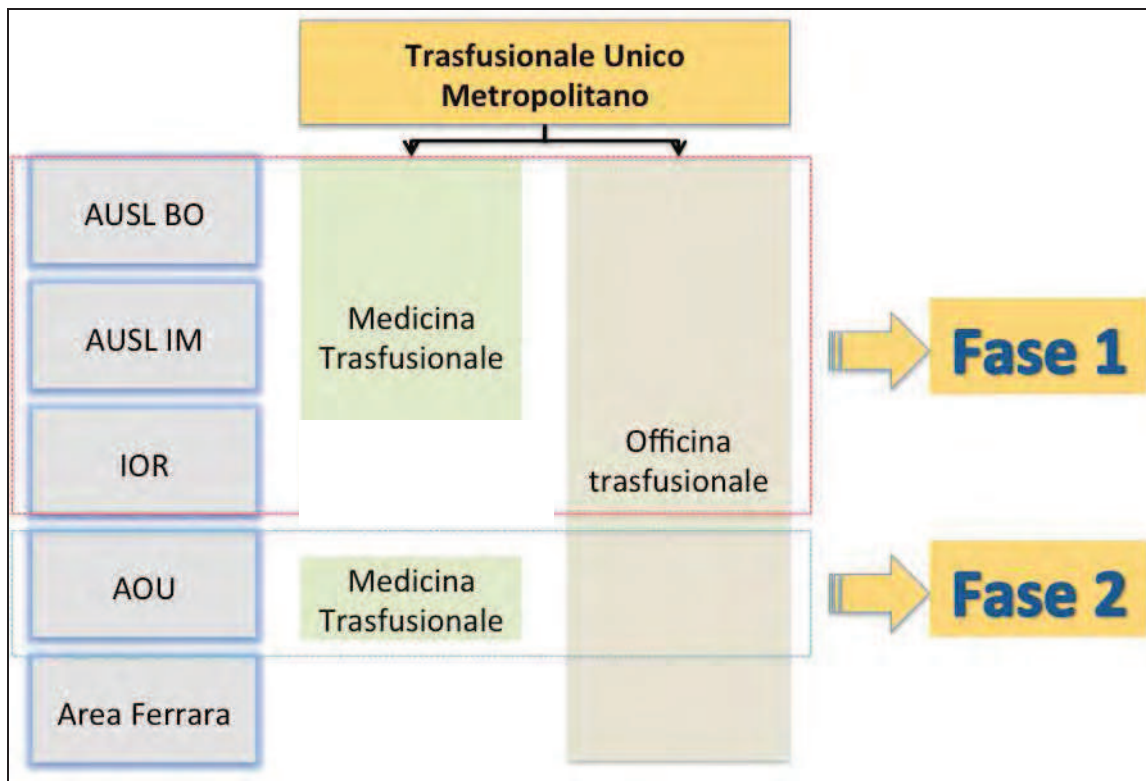 Trasfusionale Unico
Metropolitano
AUSL BO
AUSL IM
IOR
AOU
Area Ferrara
Medicina
Trasfusionale
Medicina
Trasfusionale
Officina
trasfusionale
Fase 1
Fase 2